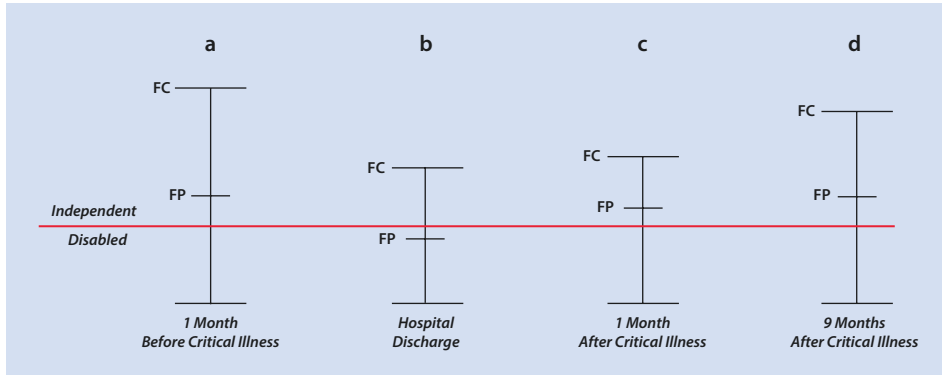 a
b
c
d
FC
FC
FC
FC
FP
FP
FP
FP
Independent
Disabled
1 Month
Before Critical Illness
Hospital
Discharge
1 Month
After Critical Illness
9 Months
After Critical Illness